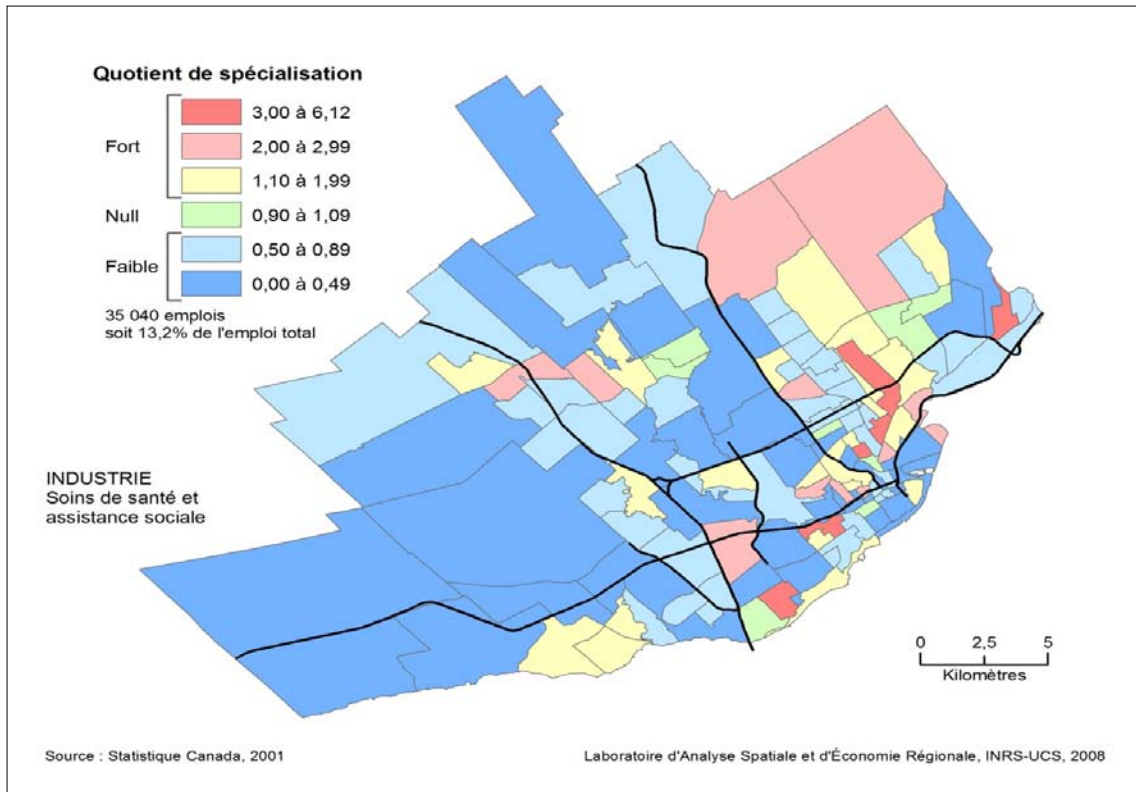 Quotient de spécialisation
Fort
3,00 à 6,12
2,00 à 2,99
1,10 à 1,99
Null
0,90 à 1,09
Faible
0,50 à 0,89
0,00 à 0,49
35 040 emplois
soit 13,2% de l'emploi total
INDUSTRIE
Soins de santé et
assistance sociale
0 2,5 5
Kilomètres
Source : Statistique Canada, 2001
Laboratoire d'Analyse Spatiale et d'Économie Régionale, INRS-UCS, 2008